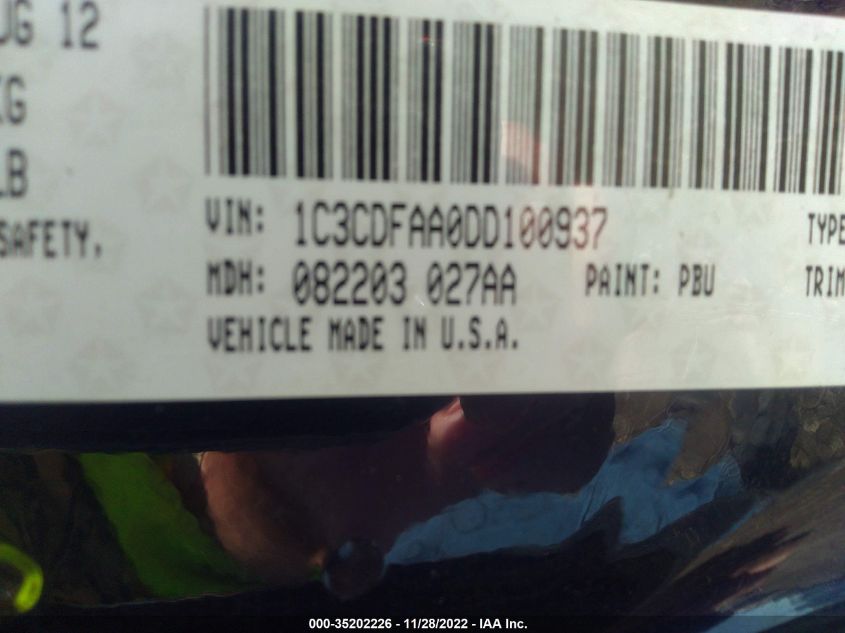 UG 12
KG
LB
SAFETY,
VIN: 1C3CDFAA0DD100937
TYPE
MDH: 082203 027AA
PAINT: PBU
TRIM
VEHICLE MADE IN U.S.A.
000-35202226 - 11/28/2022 - IAA Inc.